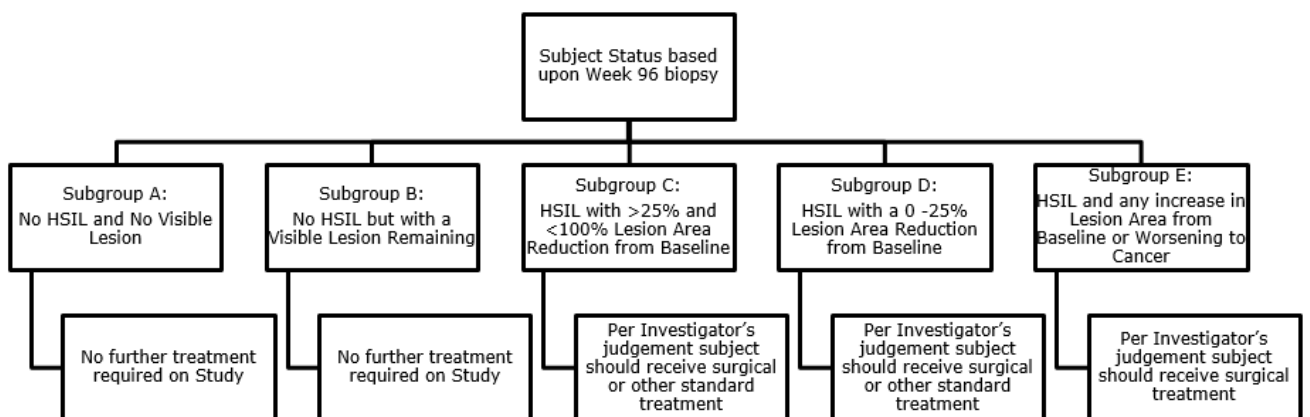 Subject Status based
upon Week 96 biopsy
Subgroup A:
No HSIL and No Visible
Lesion
Subgroup B:
No HSIL but with a
Visible Lesion Remaining
Subgroup C:
HSIL with >25% and
<100% Lesion Area
Reduction from Baseline
Subgroup D:
HSIL with a 0 -25%
Lesion Area Reduction
from Baseline
Subgroup E:
HSIL and any increase in
Lesion Area from
Baseline or Worsening to
Cancer
No further treatment
required on Study
No further treatment
required on Study
Per Investigator’s
judgement subject
should receive surgical
or other standard
treatment
Per Investigator’s
judgement subject
should receive surgical
or other standard
treatment
Per Investigator’s
judgement subject
should receive surgical
treatment